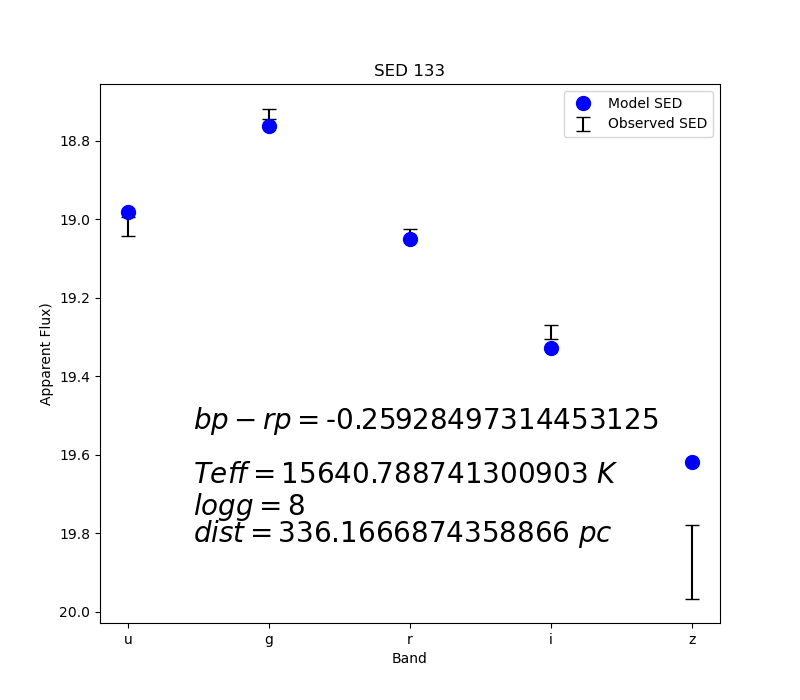 SED 133
Model SED
Observed SED
18.8
19.0
19.2
19.4
19.6
19.8
20.0
Apparent Flux)
bp − rp = -0.25928497314453125
Teff = 15640.788741300903 K
logg = 8
dist = 336.1666874358866 pc
u g r i z
Band